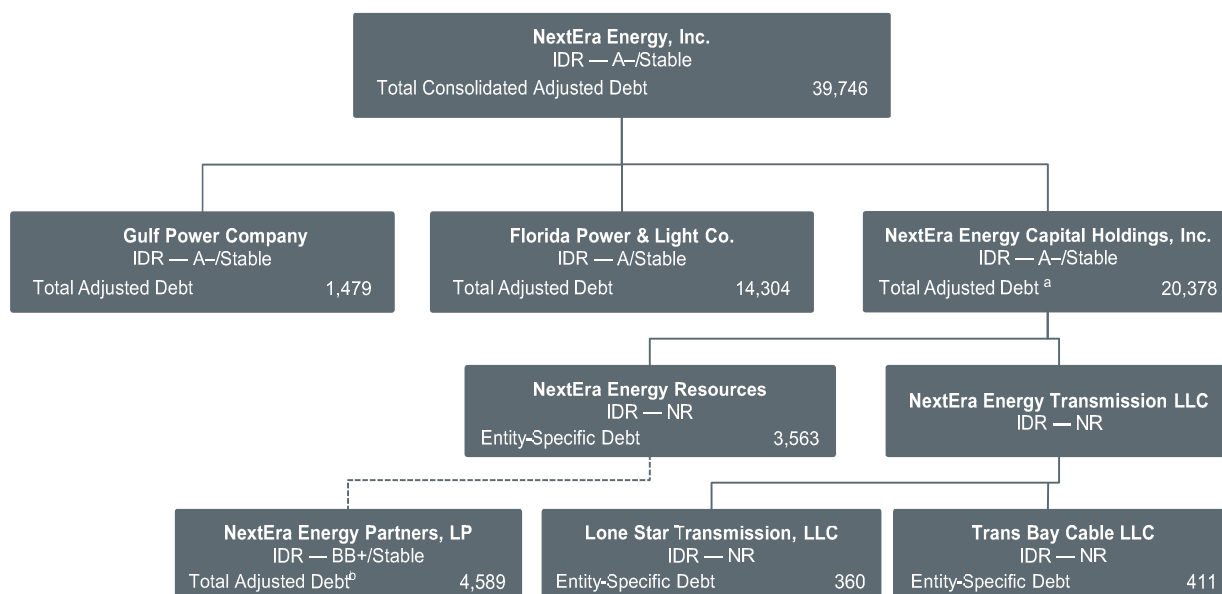 NextEra Energy, Inc.
IDR — A–/Stable
Total Consolidated Adjusted Debt 39,746
Gulf Power Company
IDR — A–/Stable
Total Adjusted Debt 1,479
Florida Power & Light Co.
IDR — A/Stable
Total Adjusted Debt 14,304
NextEra Energy Capital Holdings, Inc.
IDR — A–/Stable
Total Adjusted Debt a 20,378
NextEra Energy Resources
IDR — NR
Entity-Specific Debt 3,563
NextEra Energy Transmission LLC
IDR — NR
NextEra Energy Partners, LP
IDR — BB+/Stable
Total Adjusted Debt b 4,589
Lone Star Transmission, LLC
IDR — NR
Entity-Specific Debt 360
Trans Bay Cable LLC
IDR — NR
Entity-Specific Debt 411